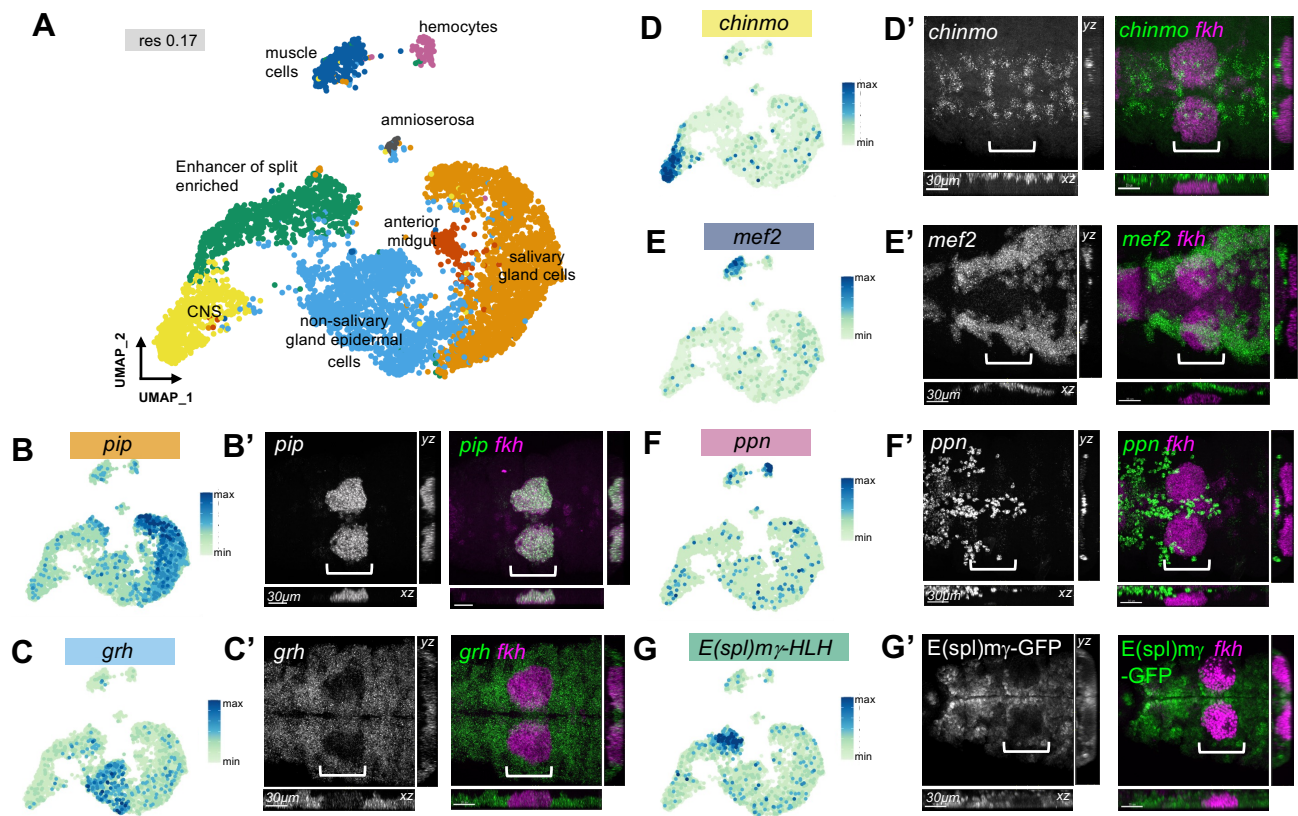 A
res 0.17
hemocytes
muscle
cells
amnioserosa
Enhancer of split
enriched
anterior
midgut
salivary
gland cells
CNS
non-salivary
gland epidermal
cells
UMAP_2
UMAP_1
B
pip
max
min
B'
pip
yz
30µm
xz
pip fkh
C
grh
max
min
C'
grh
yz
30µm
xz
grh fkh
D
chinmo
max
min
D'
chinmo
yz
30µm
xz
chinmo fkh
E
mef2
max
min
E'
mef2
yz
30µm
xz
mef2 fkh
F
ppn
max
min
F'
ppn
yz
30µm
xz
ppn fkh
G
E(spl)mγ-HLH
max
min
G'
E(spl)mγ-GFP
yz
30µm
xz
E(spl)mγ fkh
-GFP